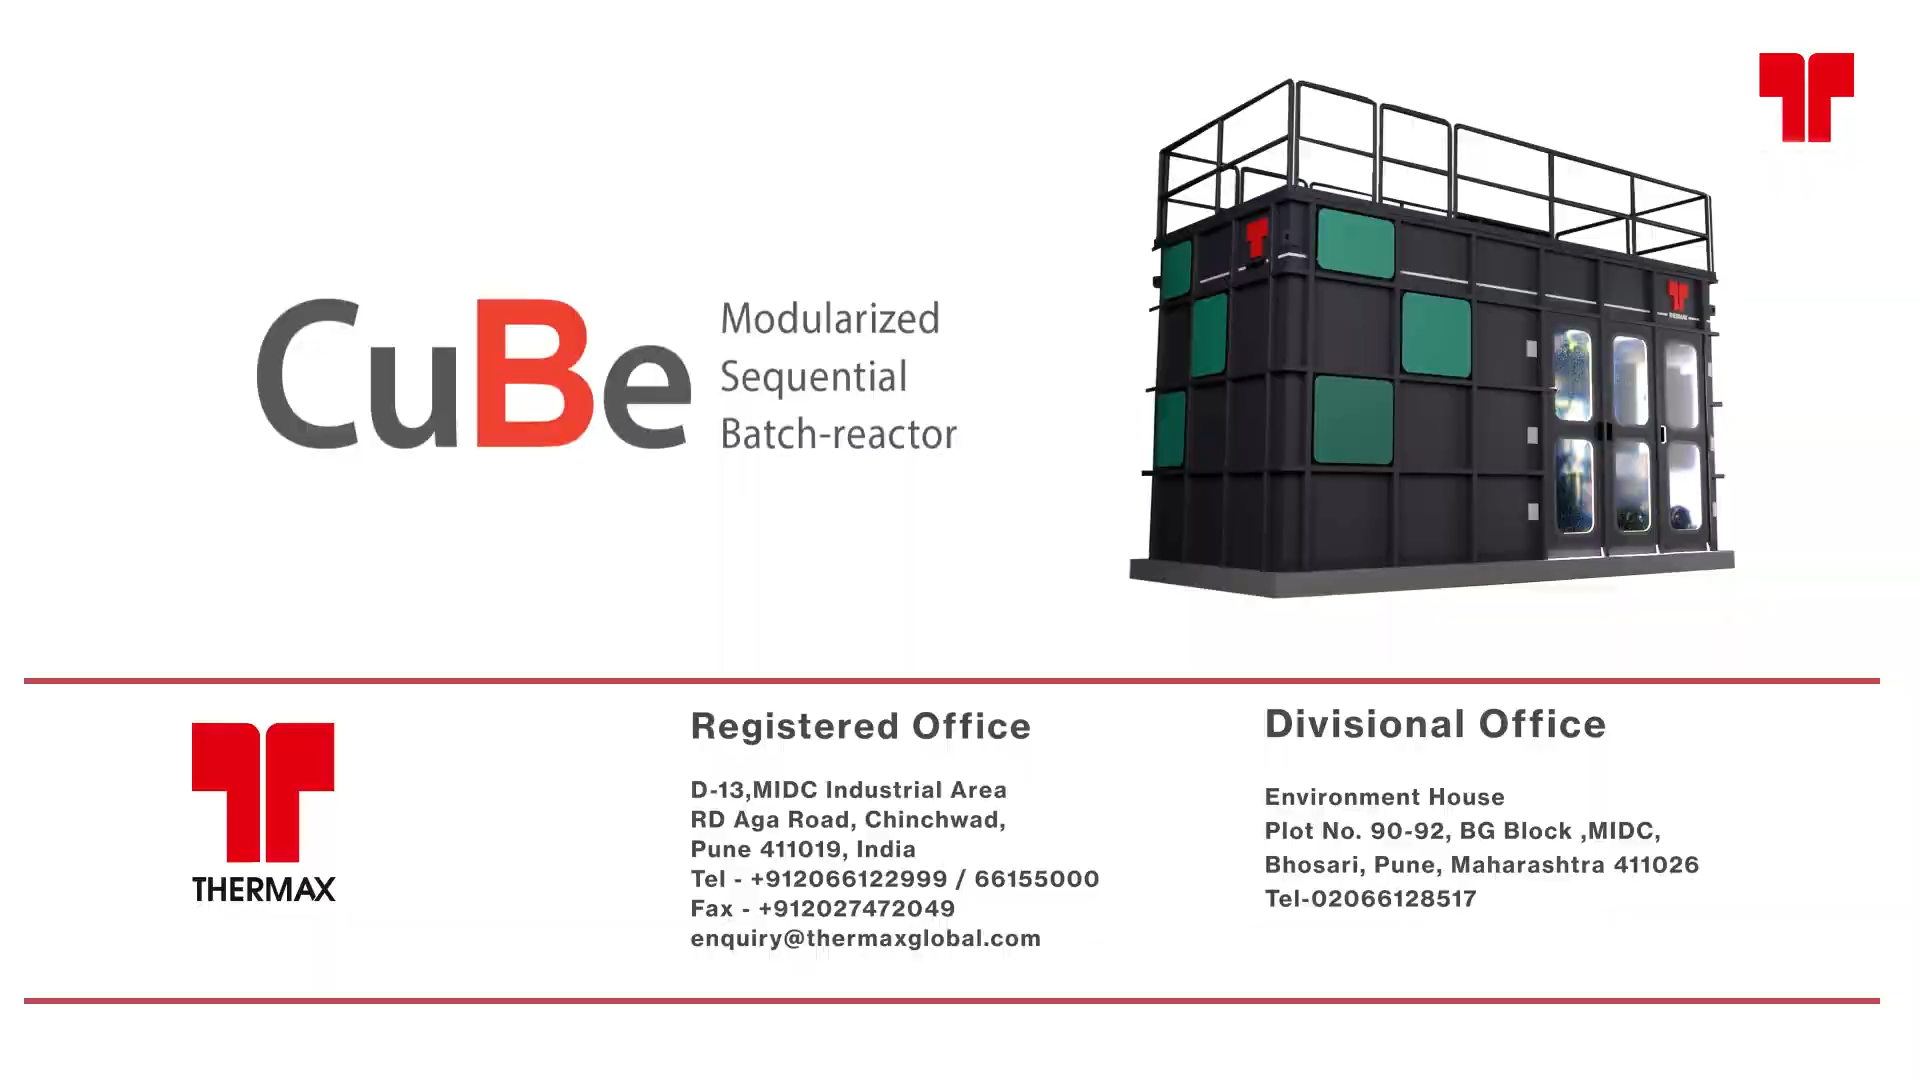 CuBe
Modularized
Sequential
Batch-reactor
THERMAX
Registered Office
D-13,MIDC Industrial Area
RD Aga Road, Chinchwad,
Pune 411019, India
Tel - +912066122999 / 66155000
Fax - +912027472049
enquiry@thermaxglobal.com
Divisional Office
Environment House
Plot No. 90-92, BG Block ,MIDC,
Bhosari, Pune, Maharashtra 411026
Tel-02066128517